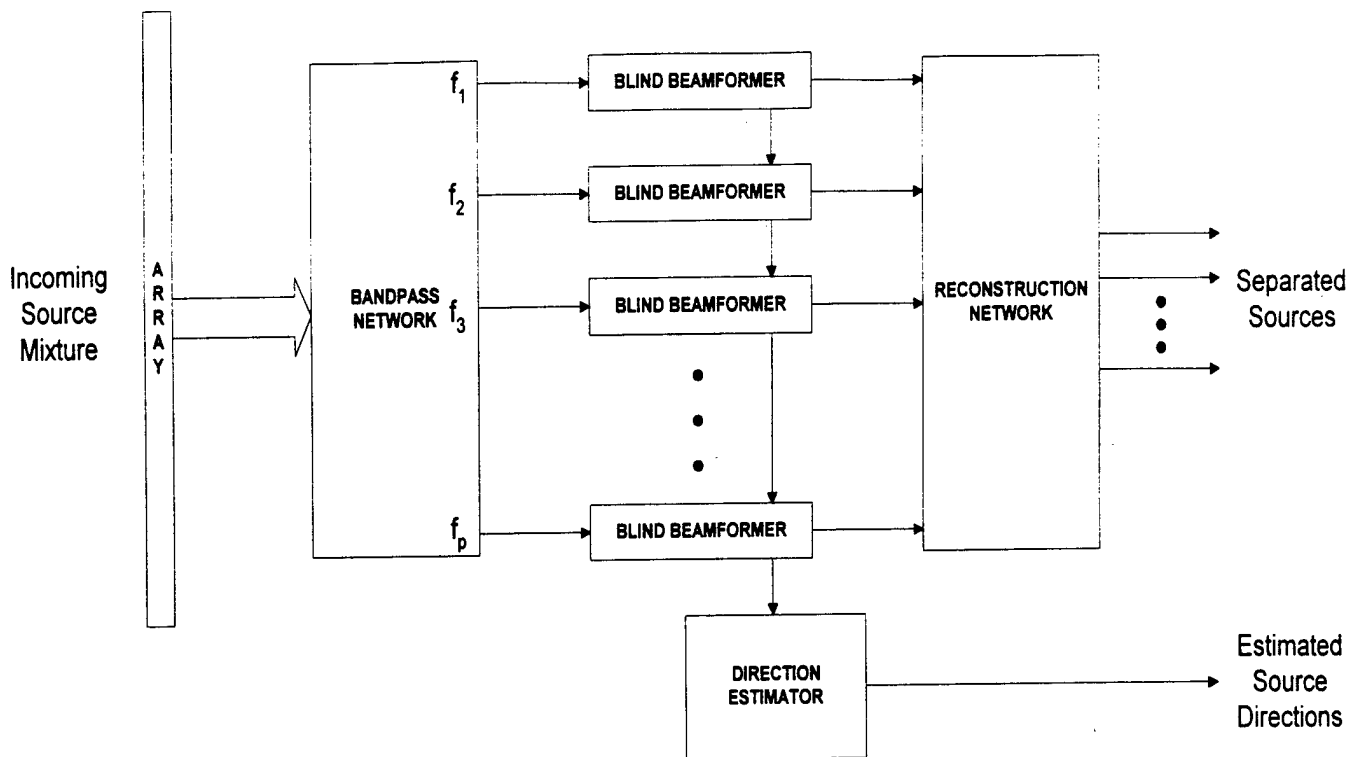 Incoming
Source
Mixture
ARRAY
BANDPASS
NETWORK
f1
f2
f3
fp
BLIND BEAMFORMER
BLIND BEAMFORMER
BLIND BEAMFORMER
BLIND BEAMFORMER
RECONSTRUCTION
NETWORK
Separated
Sources
DIRECTION
ESTIMATOR
Estimated
Source
Directions